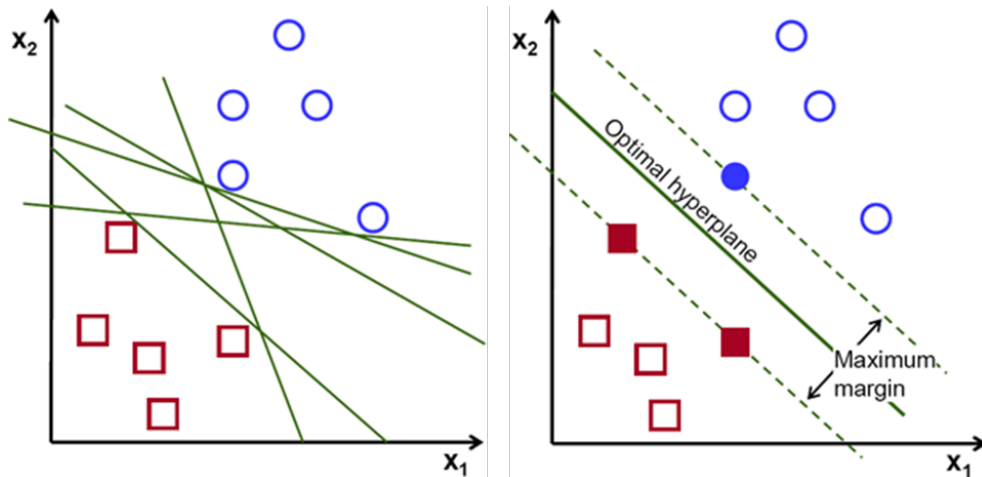 x₂
x₁
x₂
Optimal hyperplane
Maximum
margin
x₁